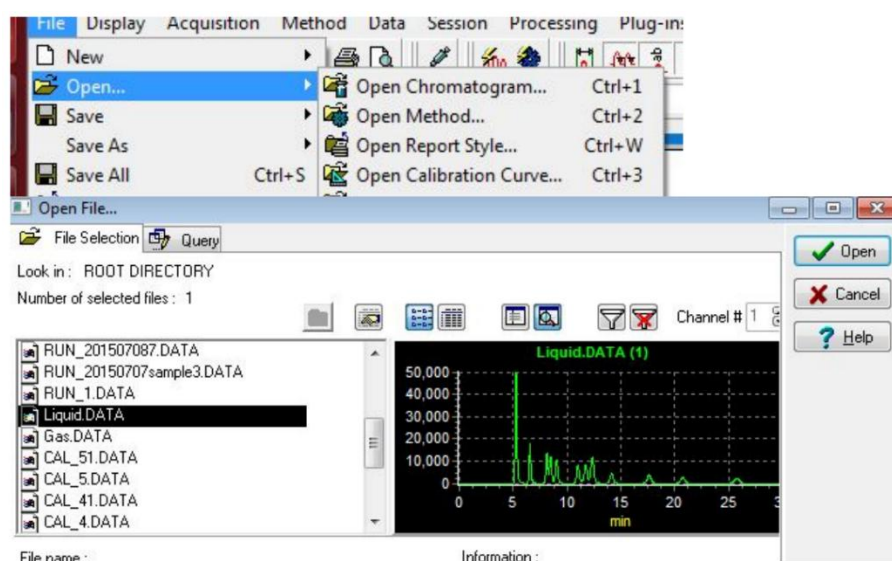 File Display Acquisition Method Data Session Processing Plug-ins
New
Open...
Open Chromatogram... Ctrl+1
Save
Open Method... Ctrl+2
Save As
Open Report Style... Ctrl+W
Save All Ctrl+S
Open Calibration Curve... Ctrl+3
Open File...
File Selection Query
Open
Look in : ROOT DIRECTORY
Number of selected files : 1
Cancel
Channel # 1
Help
RUN_201507087.DATA
RUN_20150707sample3.DATA
RUN_1.DATA
Liquid.DATA
Gas.DATA
CAL_51.DATA
CAL_5.DATA
CAL_41.DATA
CAL_4.DATA
Liquid.DATA (1)
50,000
40,000
30,000
20,000
10,000
0
0 5 10 15 20 25
min
File name :
Information :